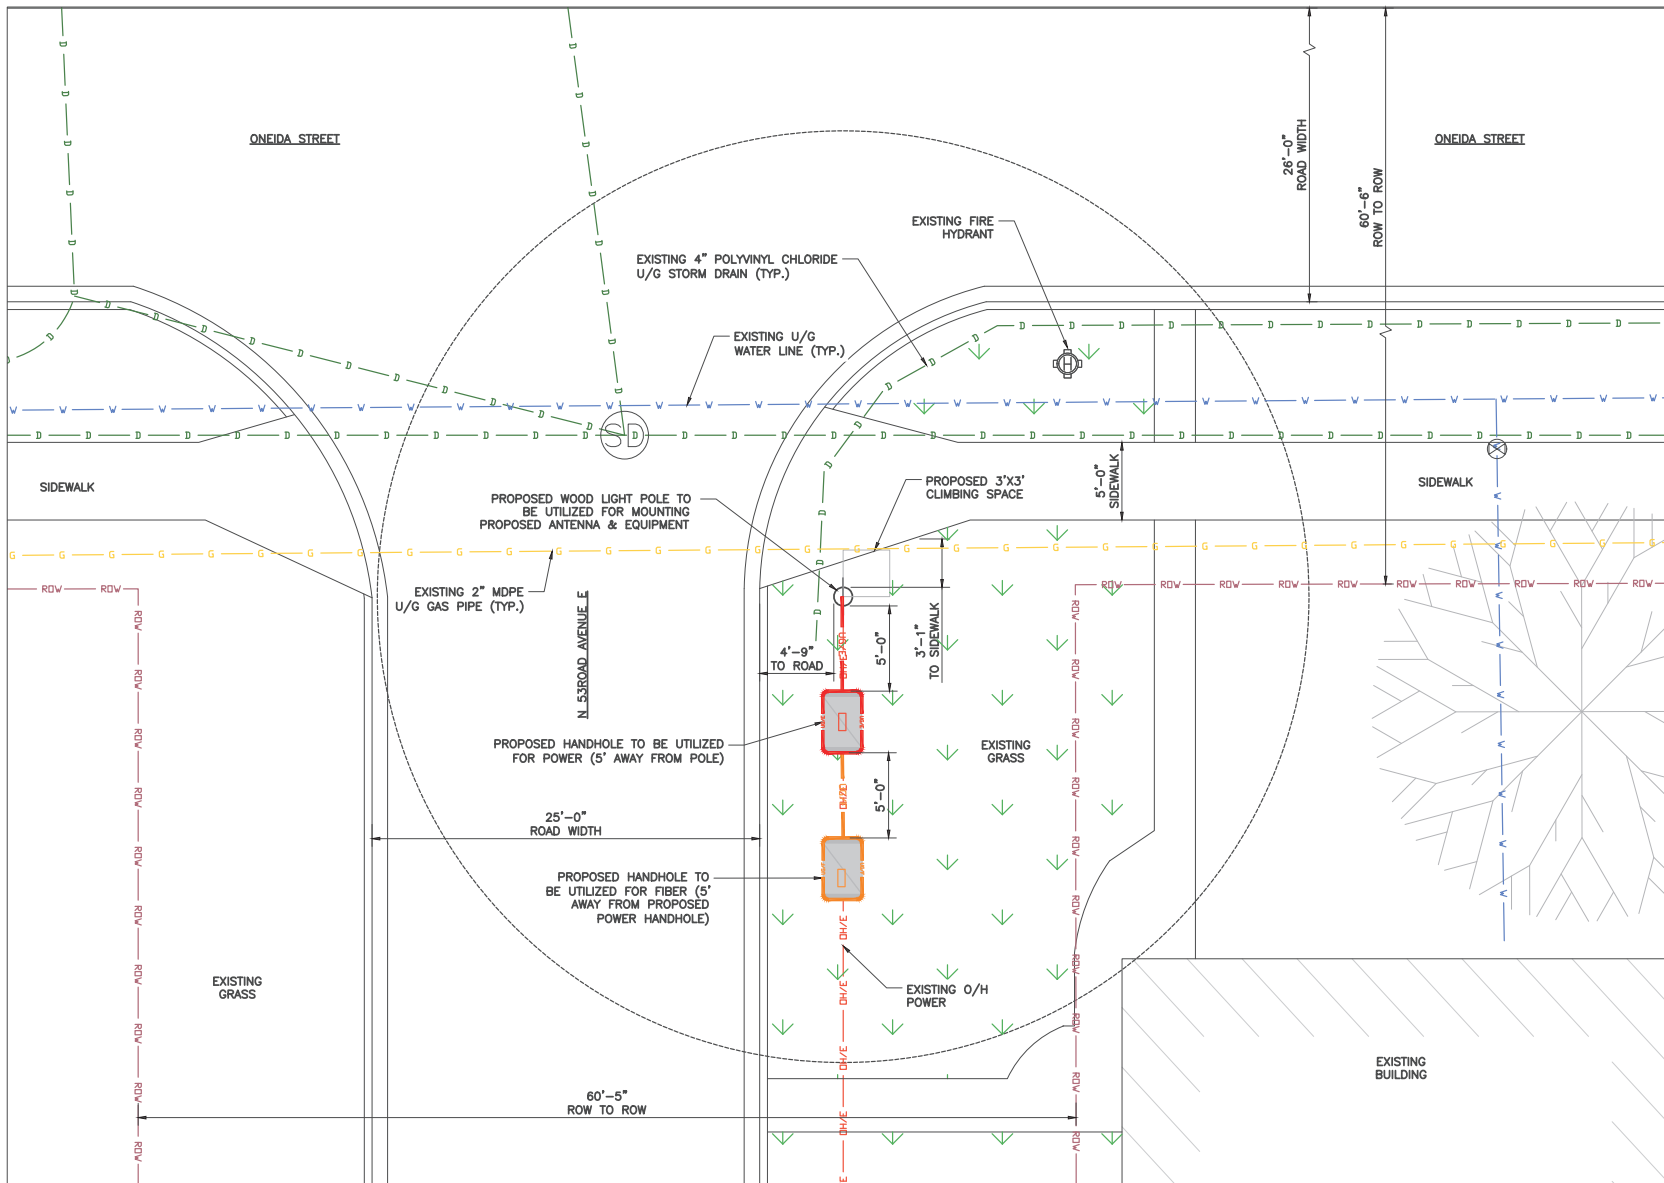 ONEIDA STREET
ONEIDA STREET
26'-0"
ROAD WIDTH
60'-6"
ROW TO ROW
EXISTING FIRE
HYDRANT
EXISTING 4" POLYVINYL CHLORIDE
U/G STORM DRAIN (TYP.)
EXISTING U/G
WATER LINE (TYP.)
H
SD
SIDEWALK
5'-0"
SIDEWALK
SIDEWALK
PROPOSED 3'X3'
CLIMBING SPACE
PROPOSED WOOD LIGHT POLE TO
BE UTILIZED FOR MOUNTING
PROPOSED ANTENNA & EQUIPMENT
EXISTING 2" MDPE
U/G GAS PIPE (TYP.)
N 53ROAD AVENUE E
4'-9"
TO ROAD
5'-0"
3'-1"
TO SIDEWALK
PROPOSED HANDHOLE TO BE UTILIZED
FOR POWER (5' AWAY FROM POLE)
EXISTING
GRASS
5'-0"
25'-0"
ROAD WIDTH
PROPOSED HANDHOLE TO
BE UTILIZED FOR FIBER (5'
AWAY FROM PROPOSED
POWER HANDHOLE)
EXISTING
GRASS
EXISTING O/H
POWER
EXISTING
BUILDING
60'-5"
ROW TO ROW